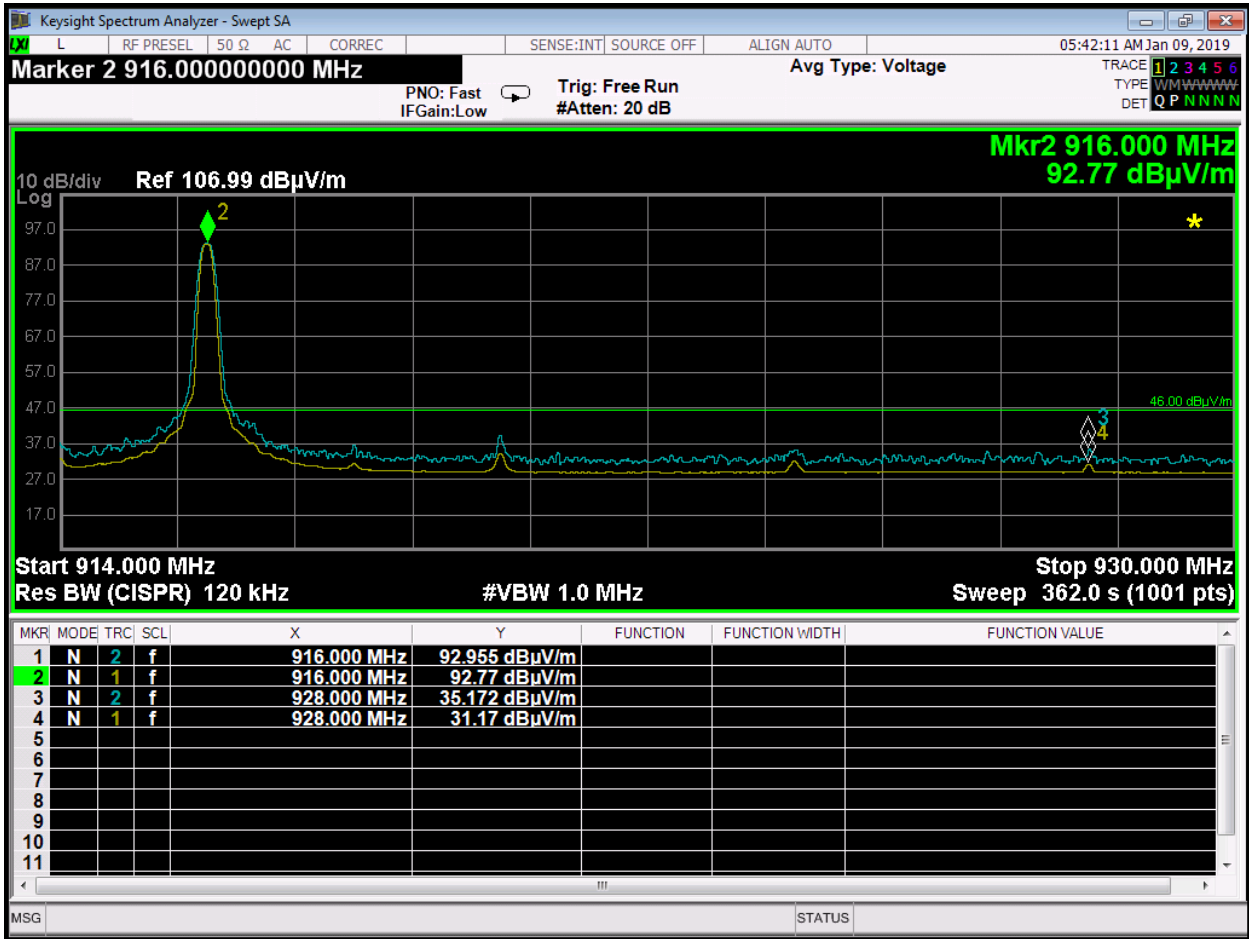 Keysight Spectrum Analyzer - Swept SA
LXI L RF PRESEL 50 Ω AC CORREC SENSE:INT SOURCE OFF ALIGN AUTO 05:42:11 AM Jan 09, 2019
Marker 2 916.000000000 MHz Avg Type: Voltage TRACE 1 2 3 4 5 6
PNO: Fast Trig: Free Run TYPE WMWWWW
IFGain:Low #Atten: 20 dB DET Q P N N N N
Mkr2 916.000 MHz
92.77 dBµV/m
10 dB/div Ref 106.99 dBµV/m
Log
2
97.0
*
87.0
77.0
67.0
57.0
46.00 dBµV/m
47.0
3
4
37.0
27.0
17.0
Start 914.000 MHz Stop 930.000 MHz
Res BW (CISPR) 120 kHz #VBW 1.0 MHz Sweep 362.0 s (1001 pts)
MKR MODE TRC SCL X Y FUNCTION FUNCTION WIDTH FUNCTION VALUE
1 N 2 f 916.000 MHz 92.955 dBµV/m
2 N 1 f 916.000 MHz 92.77 dBµV/m
3 N 2 f 928.000 MHz 35.172 dBµV/m
4 N 1 f 928.000 MHz 31.17 dBµV/m
5
6
7
8
9
10
11
MSG STATUS